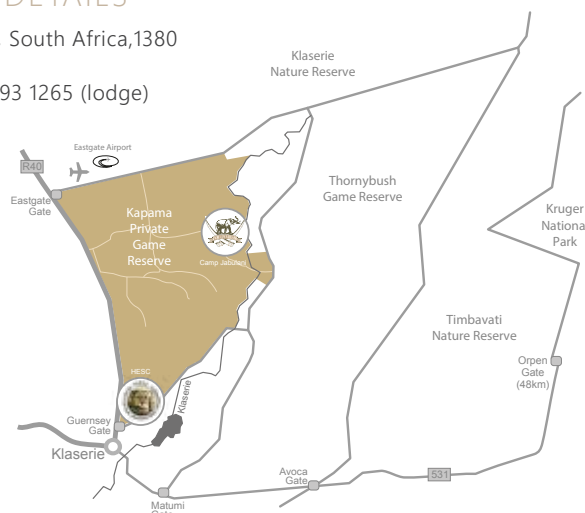 DETAILS
South Africa,1380
93 1265 (lodge)
Klaserie
Nature Reserve
Eastgate Airport
R40
Eastgate
Gate
Thornybush
Game Reserve
Kapama
Private
Game
Reserve
Camp Jabulani
Kruger
Nationa
Park
Timbavati
Nature Reserve
Orpen
Gate
(48km)
HESC
Klaserie
Guernsey
Gate
Klaserie
Avoca
Gate
531
Matumi